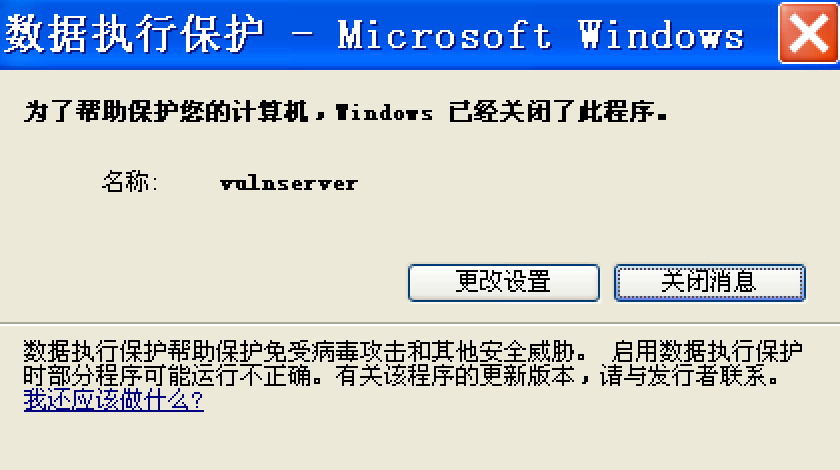 数据执行保护 - Microsoft Windows
为了帮助保护您的计算机，Windows 已经关闭了此程序。
名称: vulnserver
更改设置 关闭消息
数据执行保护帮助保护免受病毒攻击和其他安全威胁。 启用数据执行保护
时部分程序可能运行不正确。有关该程序的更新版本，请与发行者联系。
我还应该做什么?